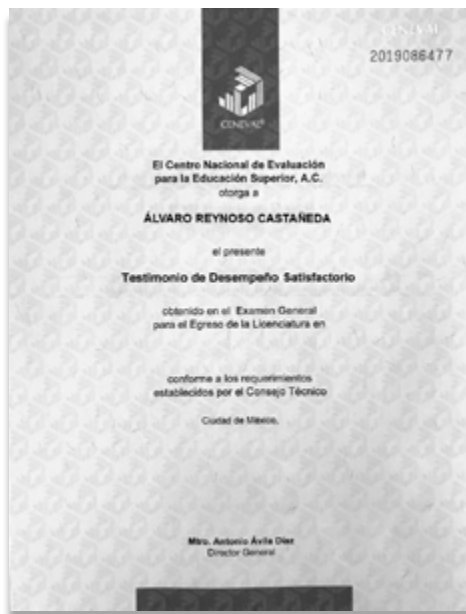 CENEVAL
2019086477
CENEVAL®
El Centro Nacional de Evaluación
para la Educación Superior, A.C.
otorga a
ÁLVARO REYNOSO CASTAÑEDA
el presente
Testimonio de Desempeño Satisfactorio
obtenido en el Examen General
para el Egreso de la Licenciatura en
conforme a los requerimientos
establecidos por el Consejo Técnico
Ciudad de México,
Mtro. Antonio Ávila Díaz
Director General